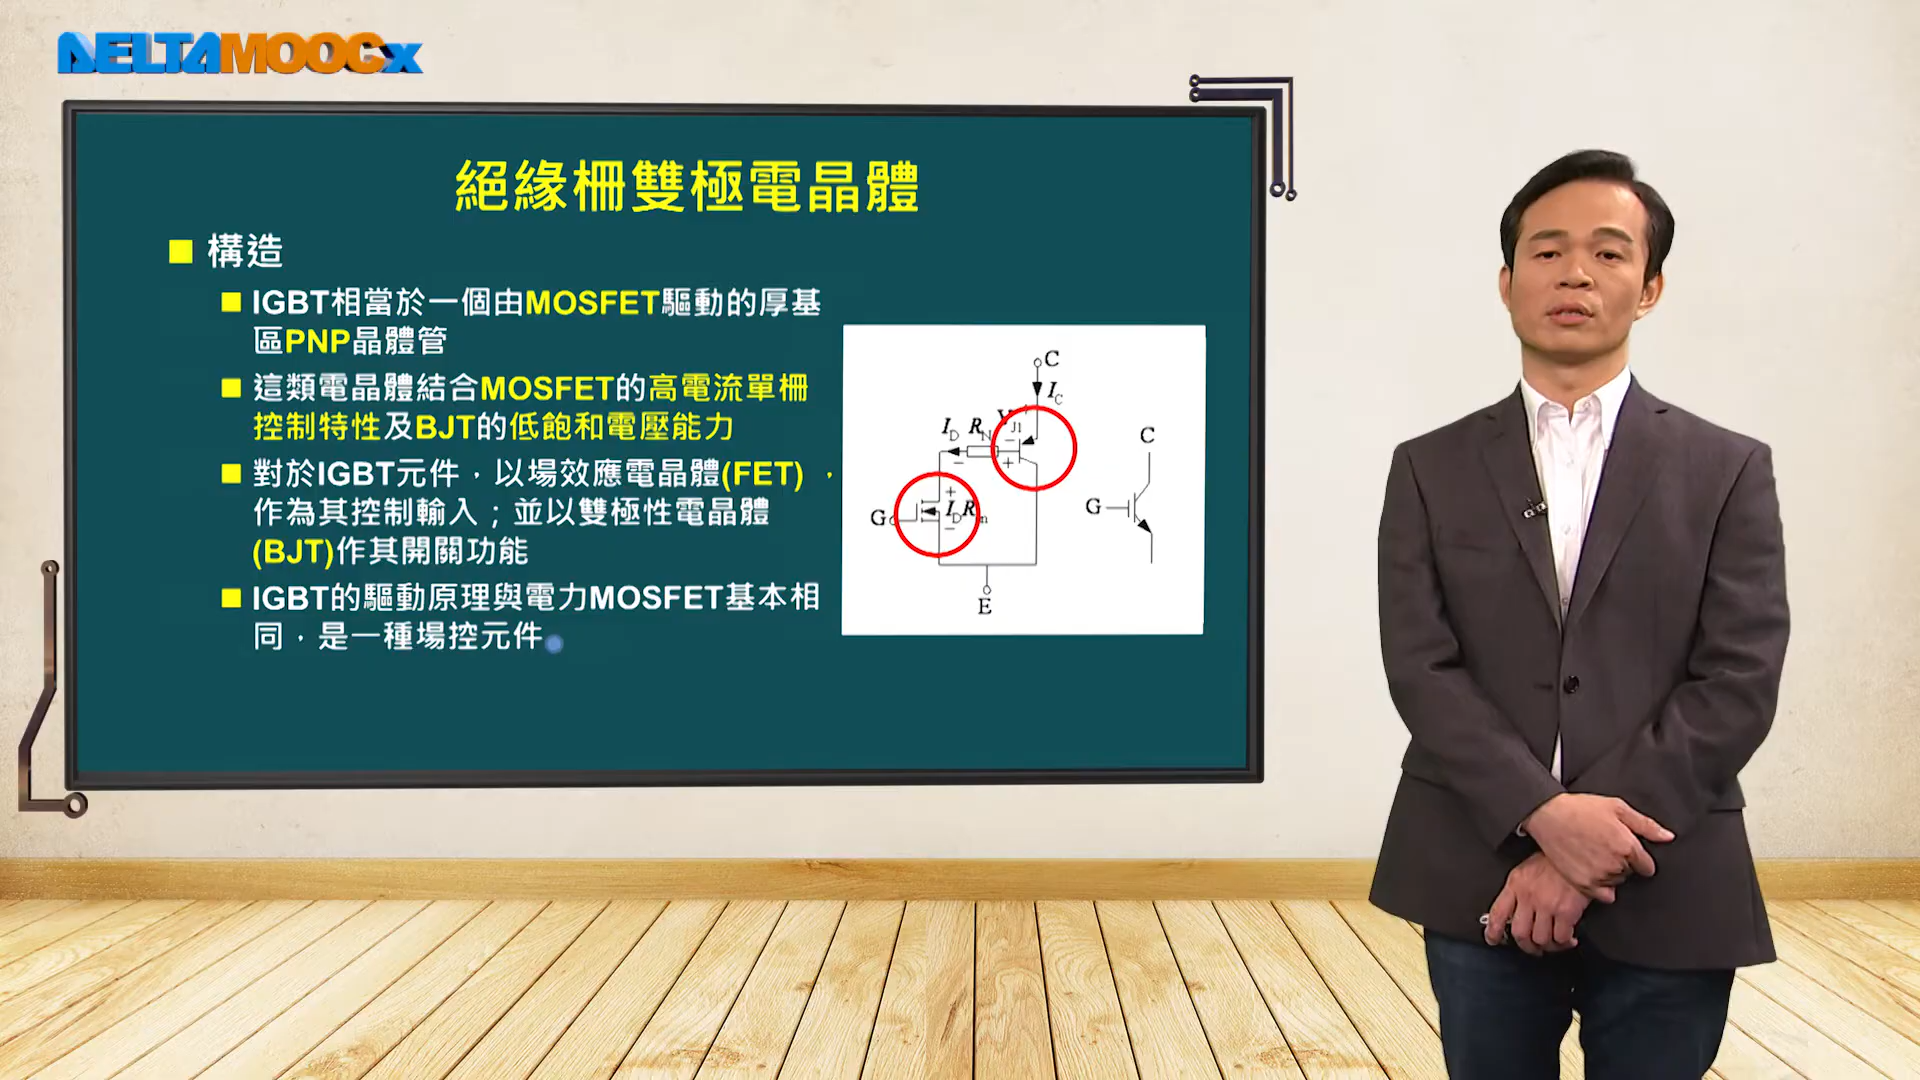 DELTAMOOCx
絕緣柵雙極電晶體
構造
IGBT相當於一個由MOSFET驅動的厚基
區PNP晶體管
這類電晶體結合MOSFET的高電流單柵
控制特性及BJT的低飽和電壓能力
對於IGBT元件，以場效應電晶體(FET)，
作為其控制輸入；並以雙極性電晶體
(BJT)作其開關功能
IGBT的驅動原理與電力MOSFET基本相
同，是一種場控元件
C
IC
VJ1
ID RN
+
G
IDR
n
E
C
G